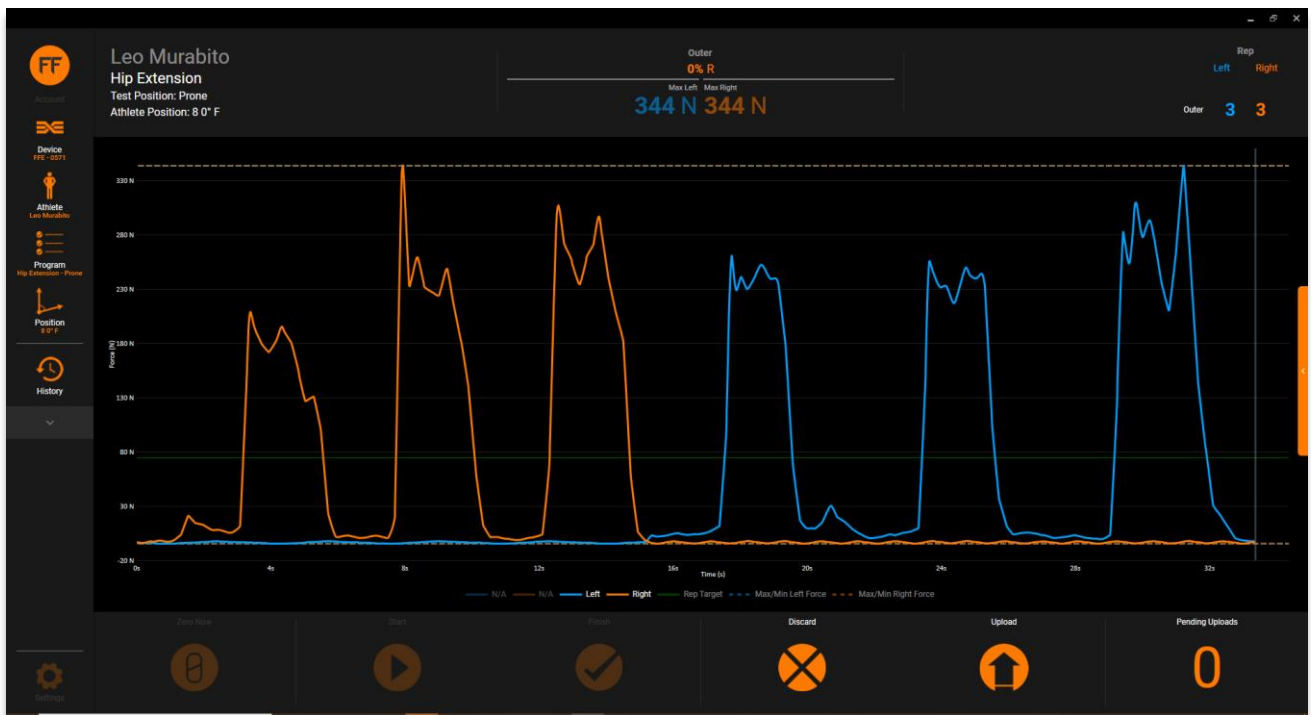 FF
Account
Device
FFE - 0571
Athlete
Leo Murabito
Program
Hip Extension - Prone
Position
8 0° F
History
Settings
Leo Murabito
Hip Extension
Test Position: Prone
Athlete Position: 8 0° F
Outer
0% R
Max Left Max Right
344 N 344 N
Rep
Left Right
Outer 3 3
Force (N)
330 N
280 N
230 N
180 N
130 N
80 N
30 N
-20 N
0s 4s 8s 12s 16s 20s 24s 28s 32s
Time (s)
N/A N/A Left Right Rep Target Max/Min Left Force Max/Min Right Force
Zero Now Start Finish Discard Upload Pending Uploads
0 0